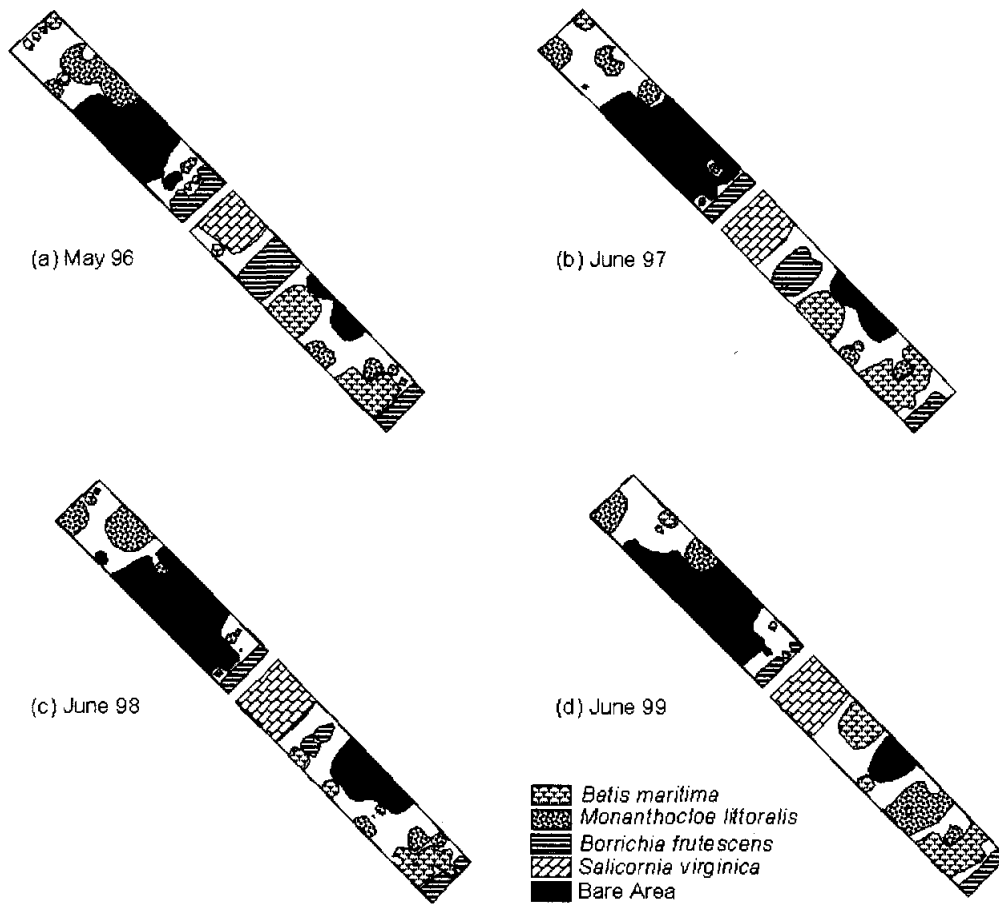 (a) May 96
(b) June 97
(c) June 98
(d) June 99
Batis maritima
Monanthocloe littoralis
Borrichia frutescens
Salicornia virginica
Bare Area